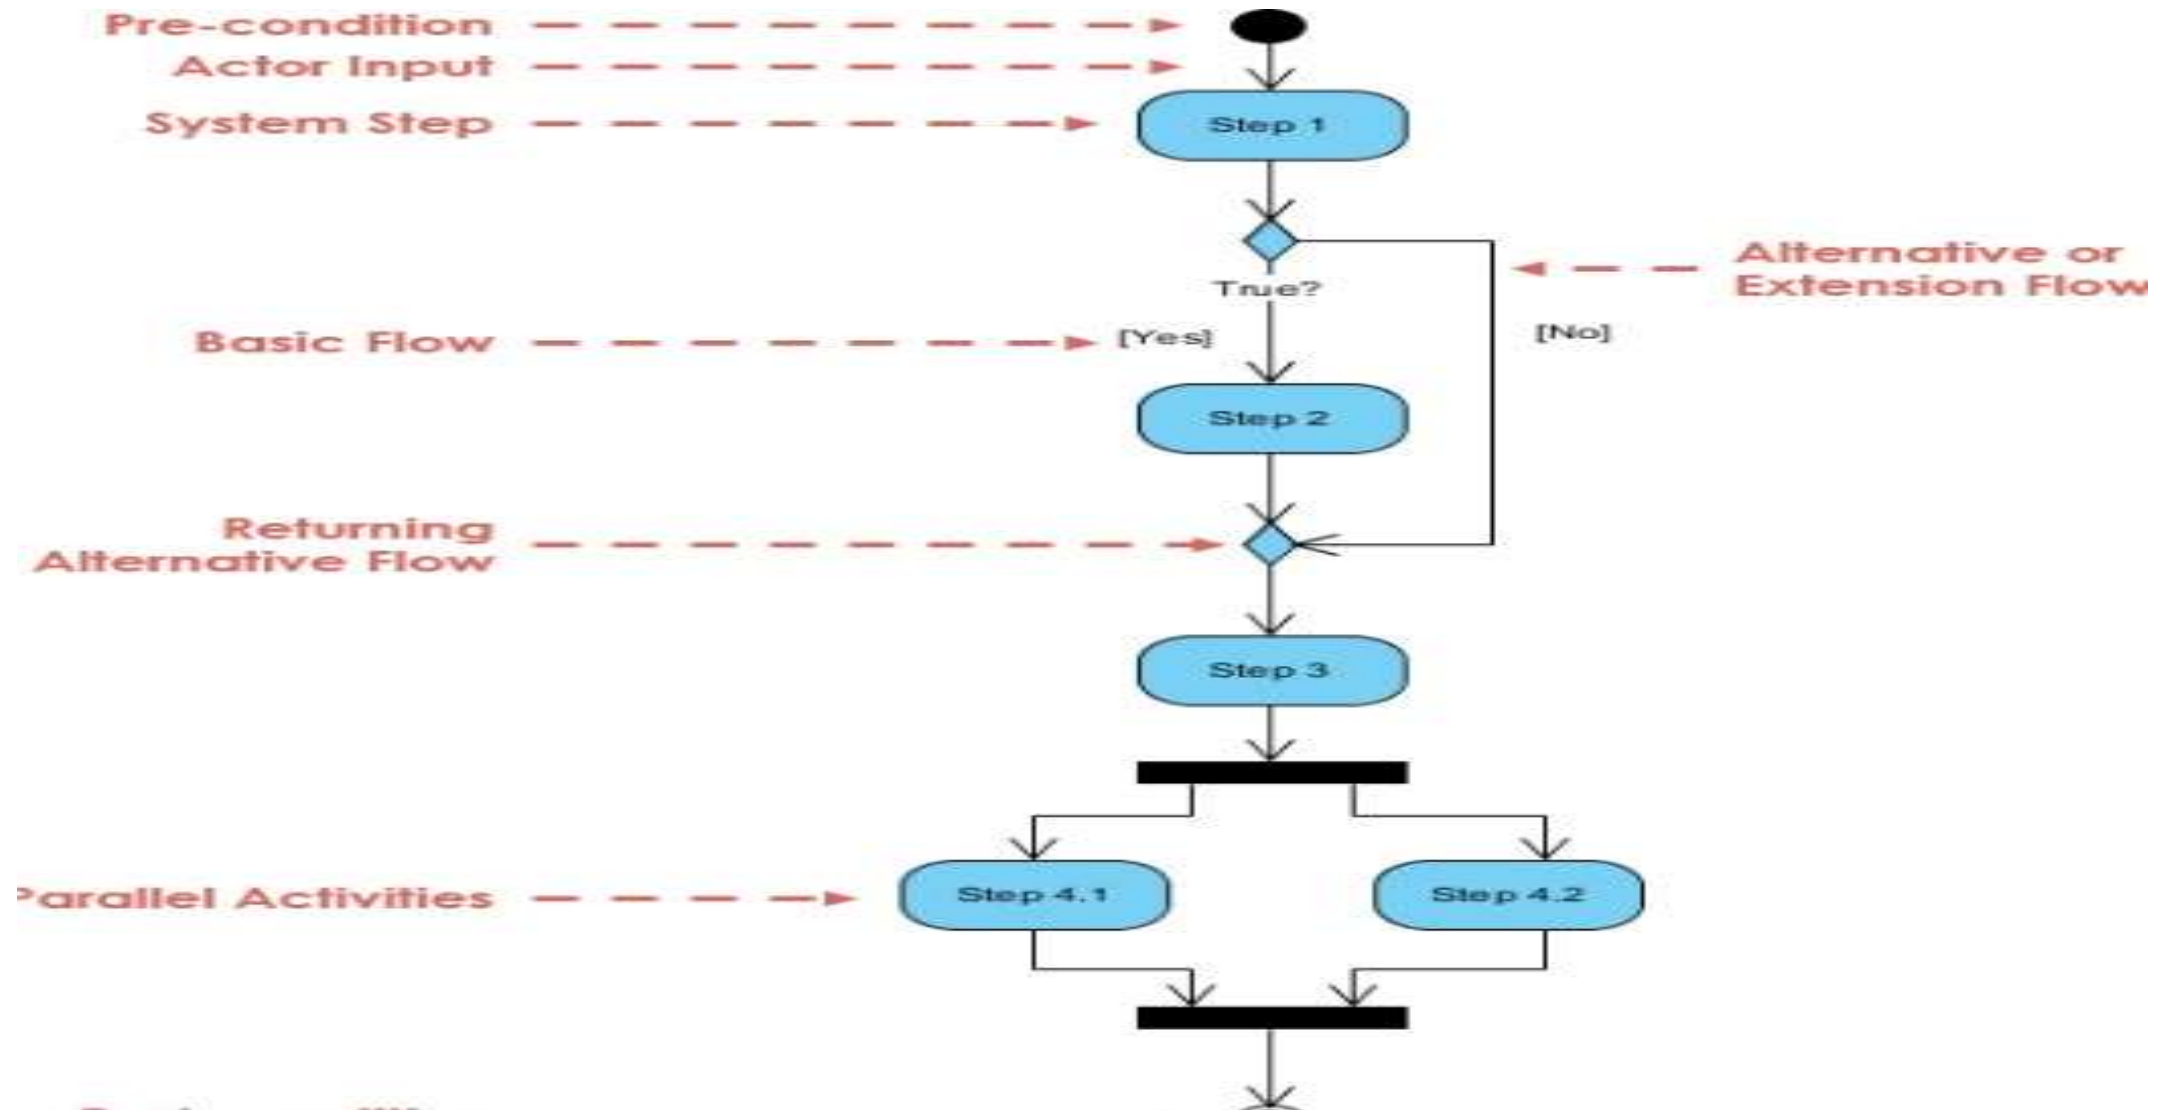 Pre-condition
Actor Input
System Step
Step 1
Alternative or
Extension Flow
True?
Basic Flow
[Yes]
[No]
Step 2
Returning
Alternative Flow
Step 3
Parallel Activities
Step 4.1
Step 4.2